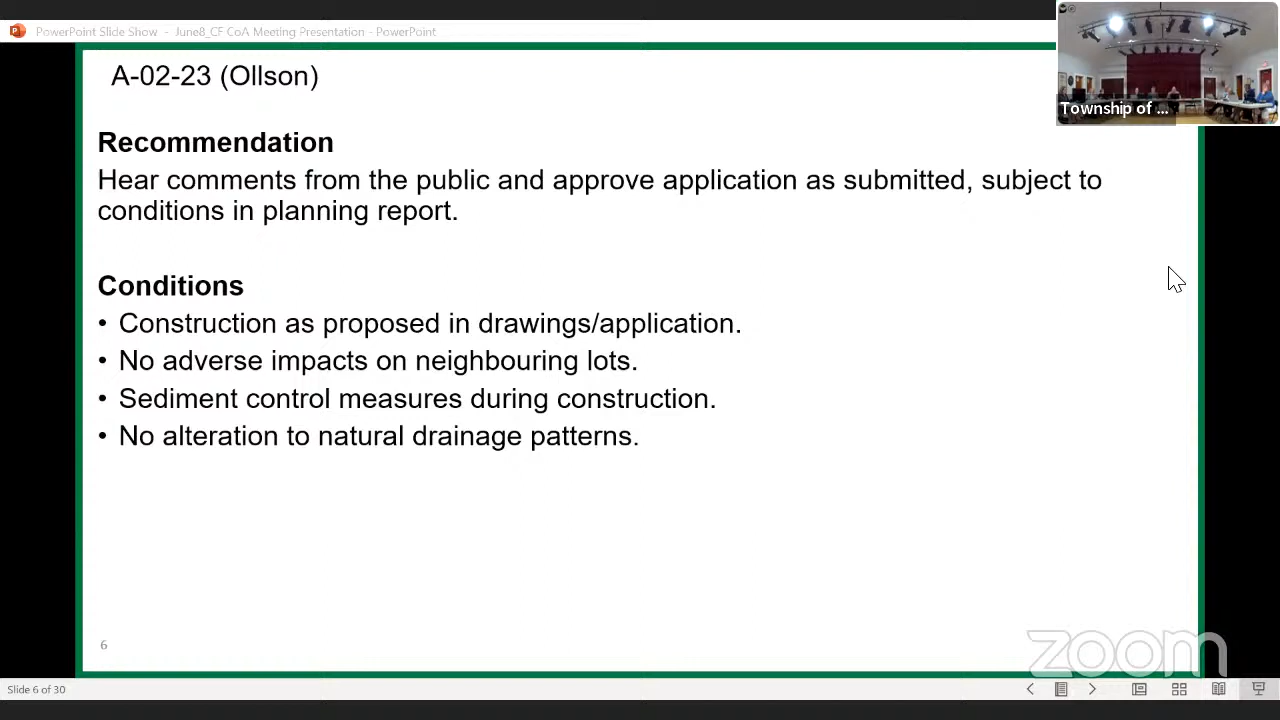 PowerPoint Slide Show - June8_CF CoA Meeting Presentation - PowerPoint
Township of ...
A-02-23 (Ollson)
Recommendation
Hear comments from the public and approve application as submitted, subject to
conditions in planning report.
Conditions
• Construction as proposed in drawings/application.
• No adverse impacts on neighbouring lots.
• Sediment control measures during construction.
• No alteration to natural drainage patterns.
6
zoom
Slide 6 of 30